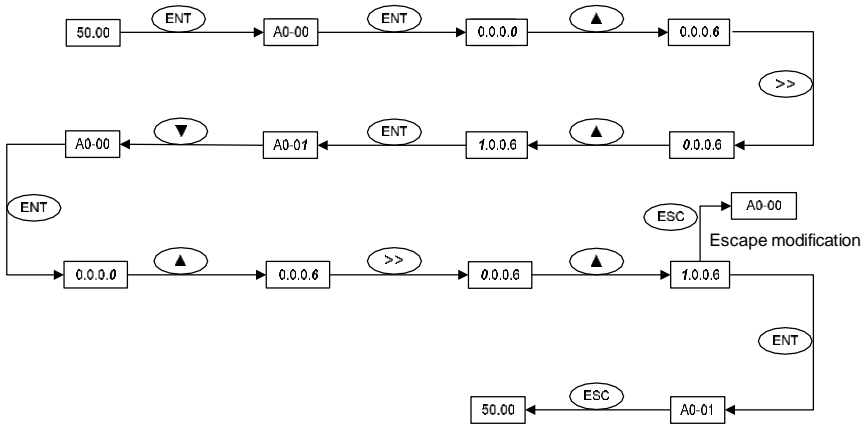 50.00 ENT A0-00 ENT 0.0.0.0 ▲ 0.0.0.6
>>
A0-00 ▼ A0-01 ENT 1.0.0.6 ▲ 0.0.0.6
ENT
ESC A0-00
Escape modification
0.0.0.0 ▲ 0.0.0.6 >> 0.0.0.6 ▲ 1.0.0.6
ENT
50.00 ESC A0-01